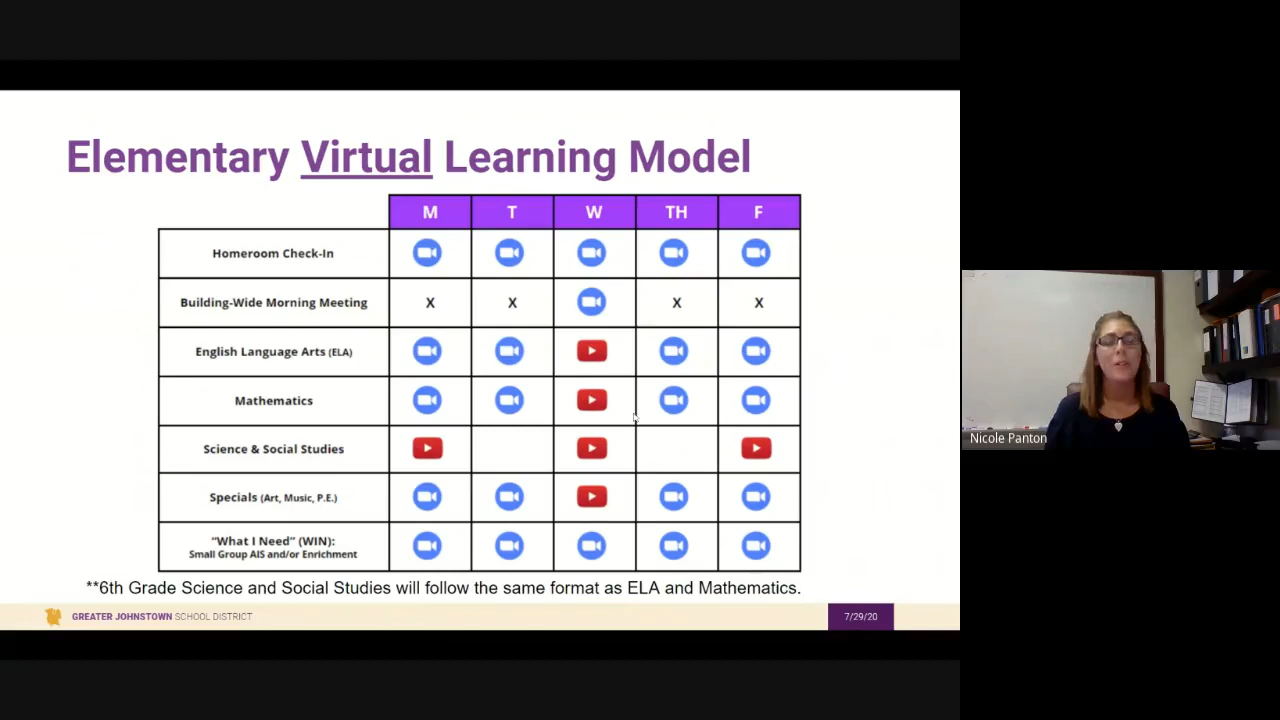 Elementary Virtual Learning Model
M T W TH F
Homeroom Check-In
Building-Wide Morning Meeting X X X X
English Language Arts (ELA)
Mathematics
Science & Social Studies
Specials (Art, Music, P.E.)
"What I Need" (WIN):
Small Group AIS and/or Enrichment
**6th Grade Science and Social Studies will follow the same format as ELA and Mathematics.
GREATER JOHNSTOWN SCHOOL DISTRICT
7/29/20
Nicole Panton